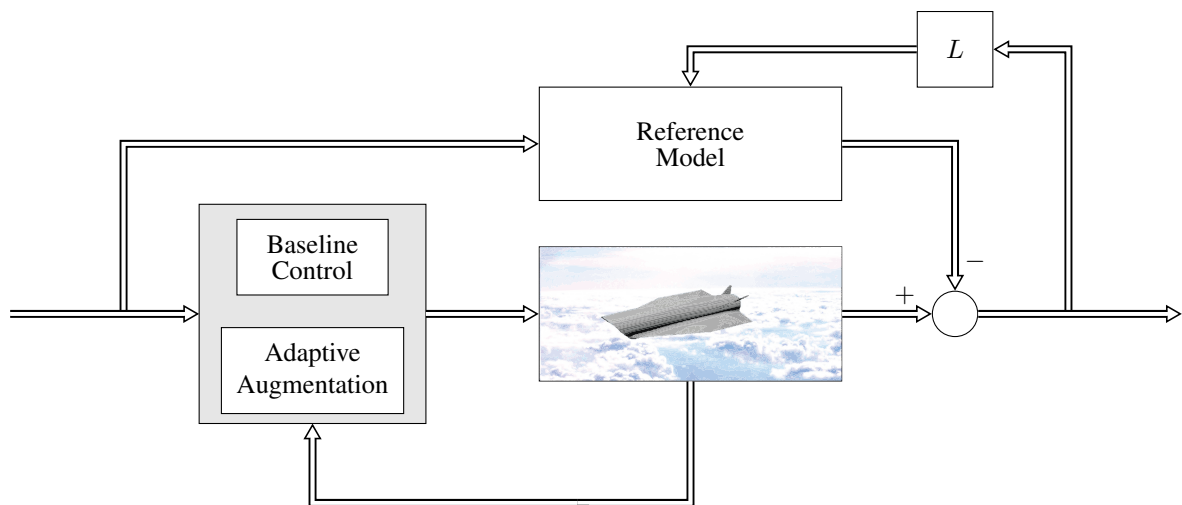 L
Reference
Model
Baseline
Control
−
+
Adaptive
Augmentation